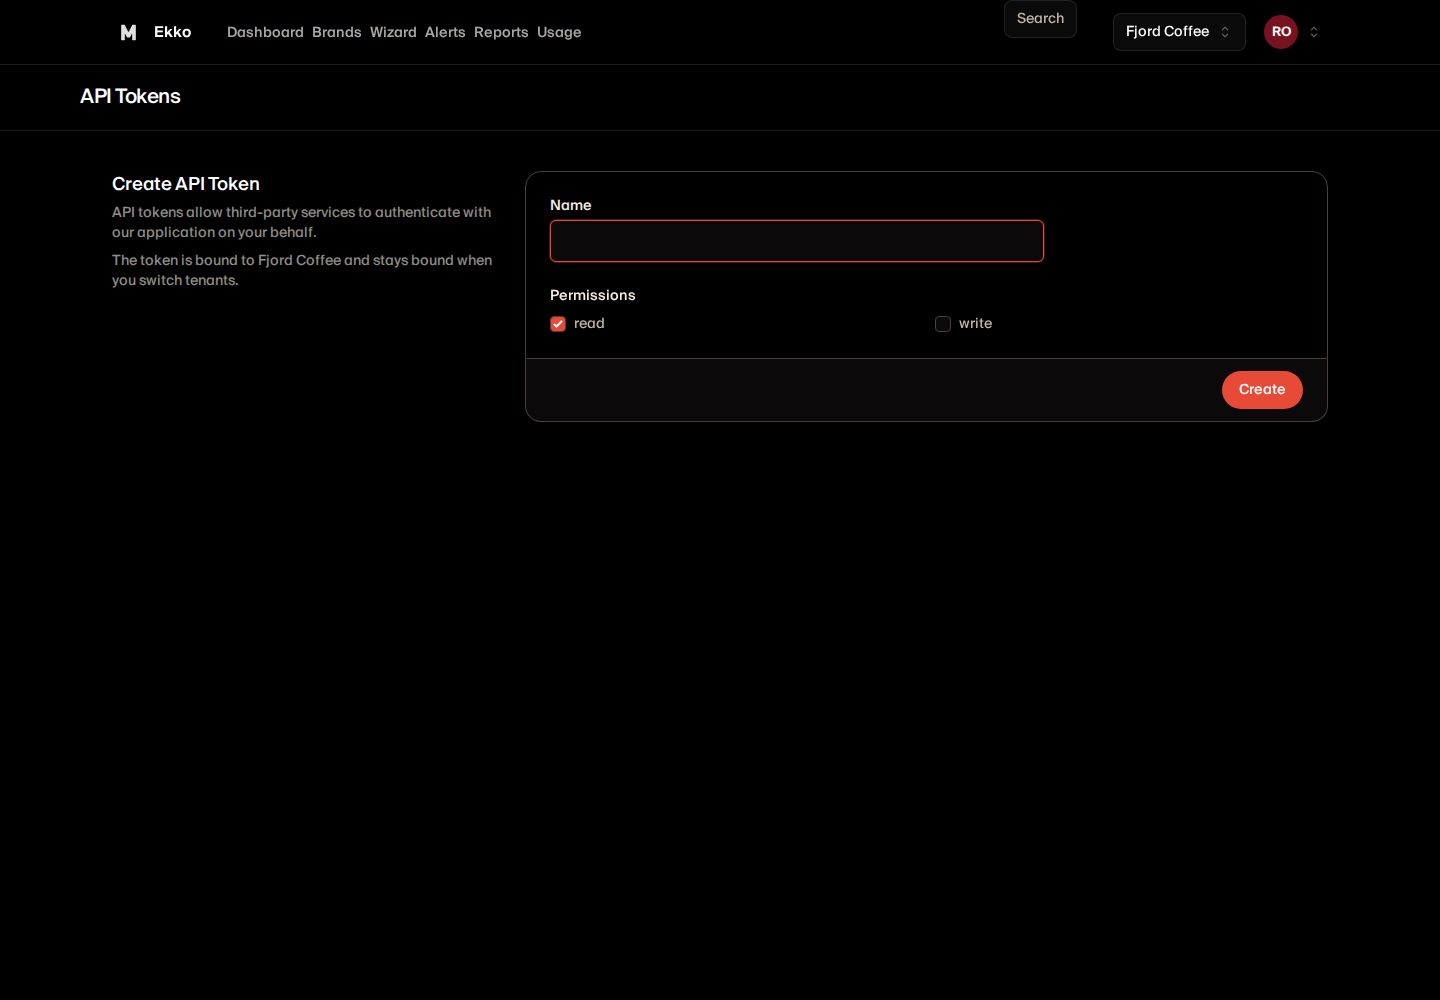 Ekko
Dashboard Brands Wizard Alerts Reports Usage
Search
Fjord Coffee
RO
API Tokens
Create API Token
API tokens allow third-party services to authenticate with
our application on your behalf.
The token is bound to Fjord Coffee and stays bound when
you switch tenants.
Name
Permissions
read
write
Create